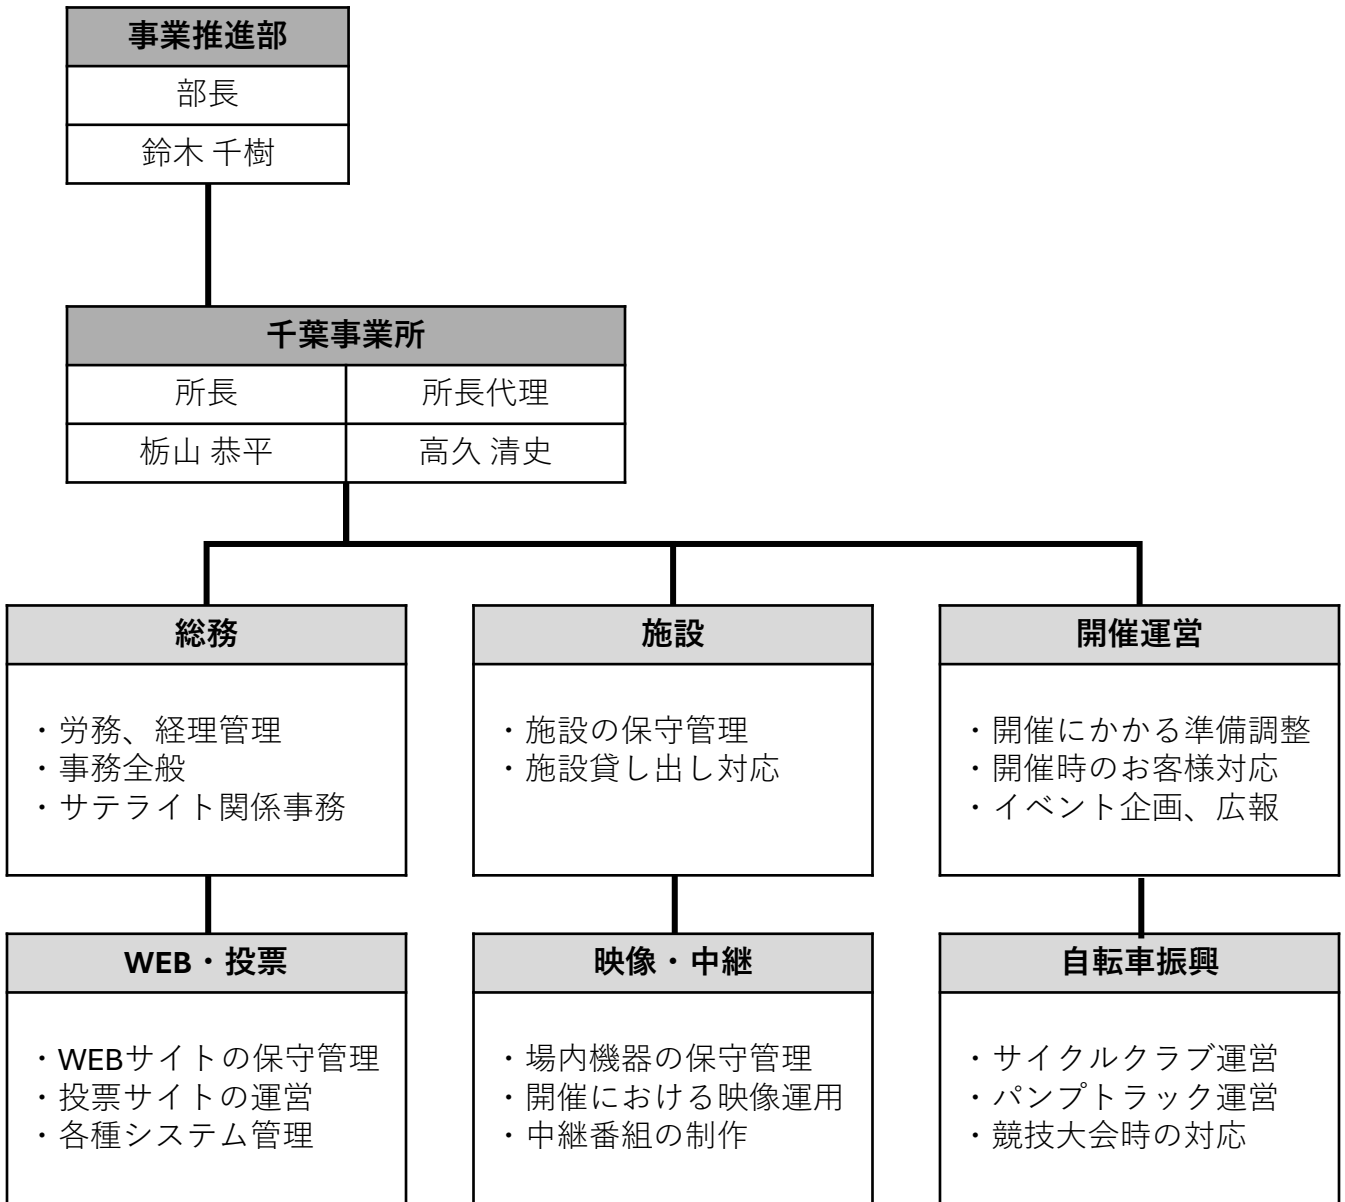 事業推進部
部長
鈴木 千樹
千葉事業所
所長
所長代理
栃山 恭平
高久 清史
総務
・労務、経理管理
・事務全般
・サテライト関係事務
施設
・施設の保守管理
・施設貸し出し対応
開催運営
・開催にかかる準備調整
・開催時のお客様対応
・イベント企画、広報
WEB・投票
・WEBサイトの保守管理
・投票サイトの運営
・各種システム管理
映像・中継
・場内機器の保守管理
・開催における映像運用
・中継番組の制作
自転車振興
・サイクルクラブ運営
・パンプトラック運営
・競技大会時の対応